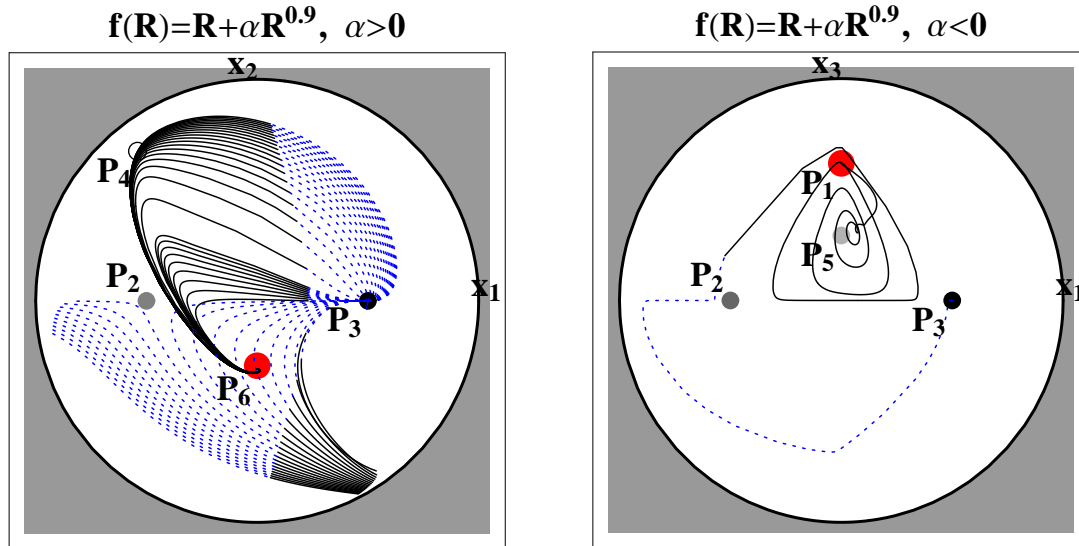 f(R)=R+αR^0.9, α>0
x₂
P₄
P₂
x₁
P₃
P₆
f(R)=R+αR^0.9, α<0
x₃
P₁
P₅
P₂
x₁
P₃